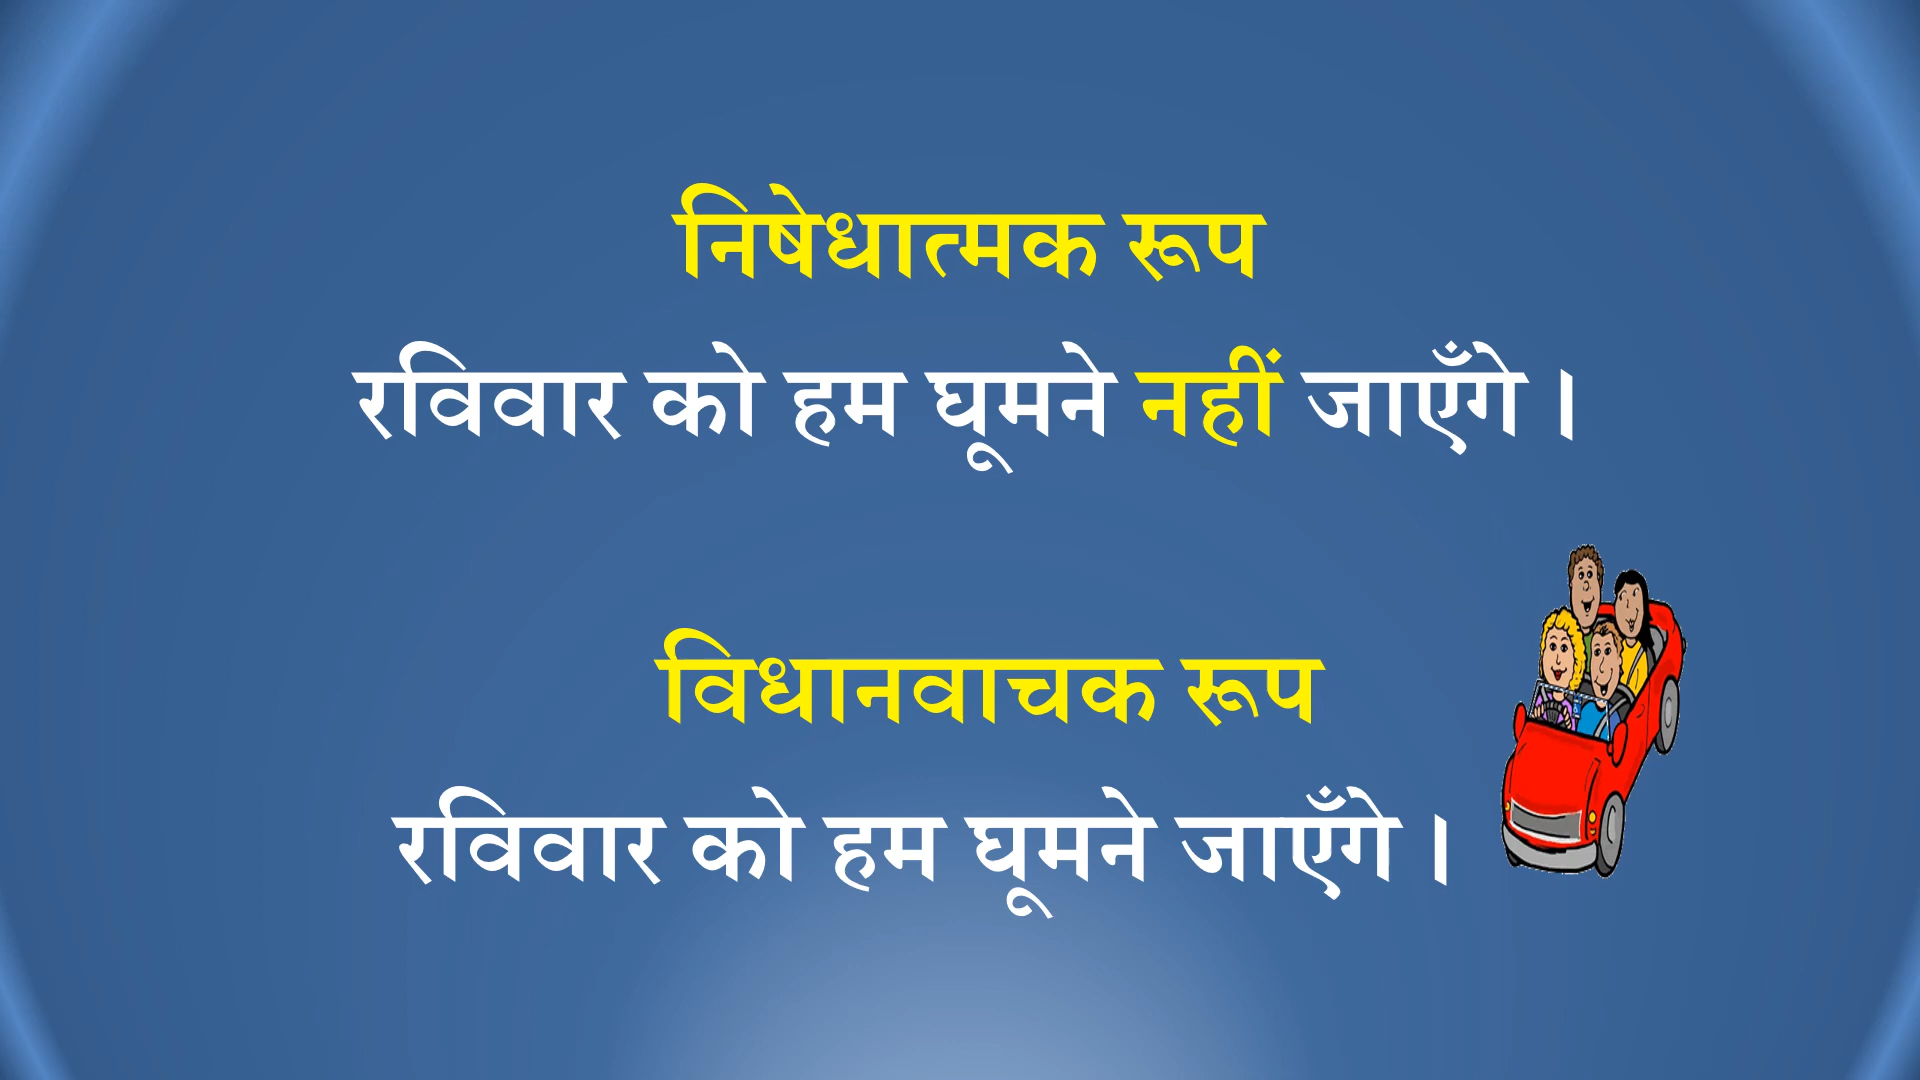 निषेधात्मक रूप
रविवार को हम घूमने नहीं जाएँगे ।
विधानवाचक रूप
रविवार को हम घूमने जाएँगे ।